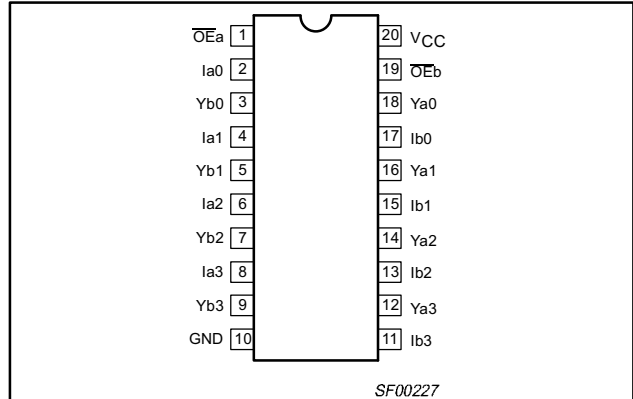 O̅E̅a 1 20 VCC
Ia0 2 19 O̅E̅b
Yb0 3 18 Ya0
Ia1 4 17 Ib0
Yb1 5 16 Ya1
Ia2 6 15 Ib1
Yb2 7 14 Ya2
Ia3 8 13 Ib2
Yb3 9 12 Ya3
GND 10 11 Ib3
SF00227